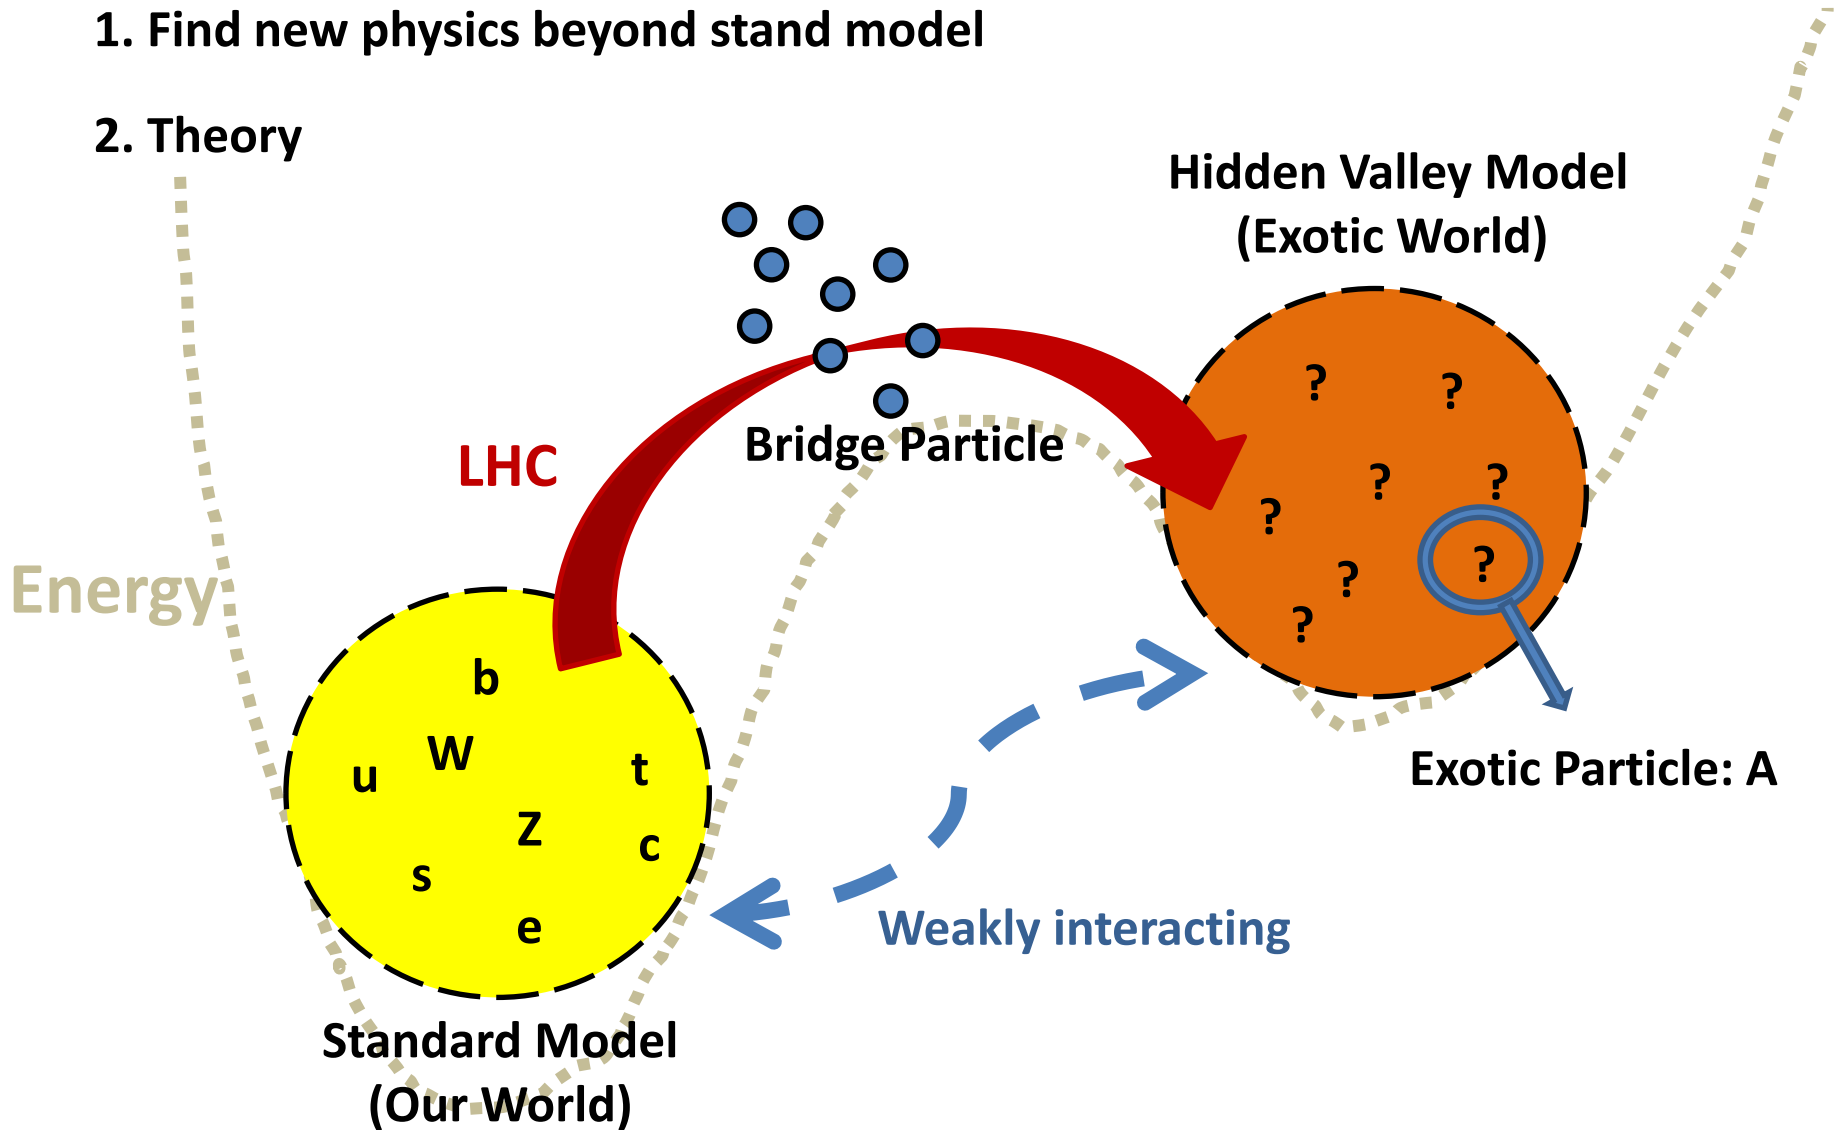 1. Find new physics beyond stand model
2. Theory
Hidden Valley Model
(Exotic World)
? ?
? ?
?
?
?
?
Bridge Particle
LHC
Energy
b
W
u
t
Z
c
s
e
Exotic Particle: A
Weakly interacting
Standard Model
(Our World)